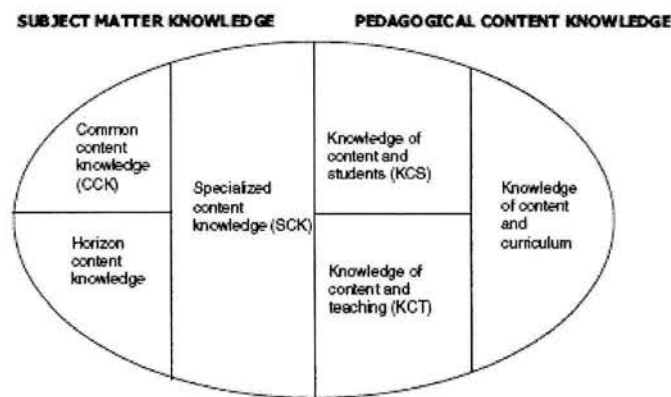 SUBJECT MATTER KNOWLEDGE
PEDAGOGICAL CONTENT KNOWLEDGE
Common
content
knowledge
(CCK)
Horizon
content
knowledge
Specialized
content
knowledge (SCK)
Knowledge of
content and
students (KCS)
Knowledge of
content and
teaching (KCT)
Knowledge
of content
and
curriculum